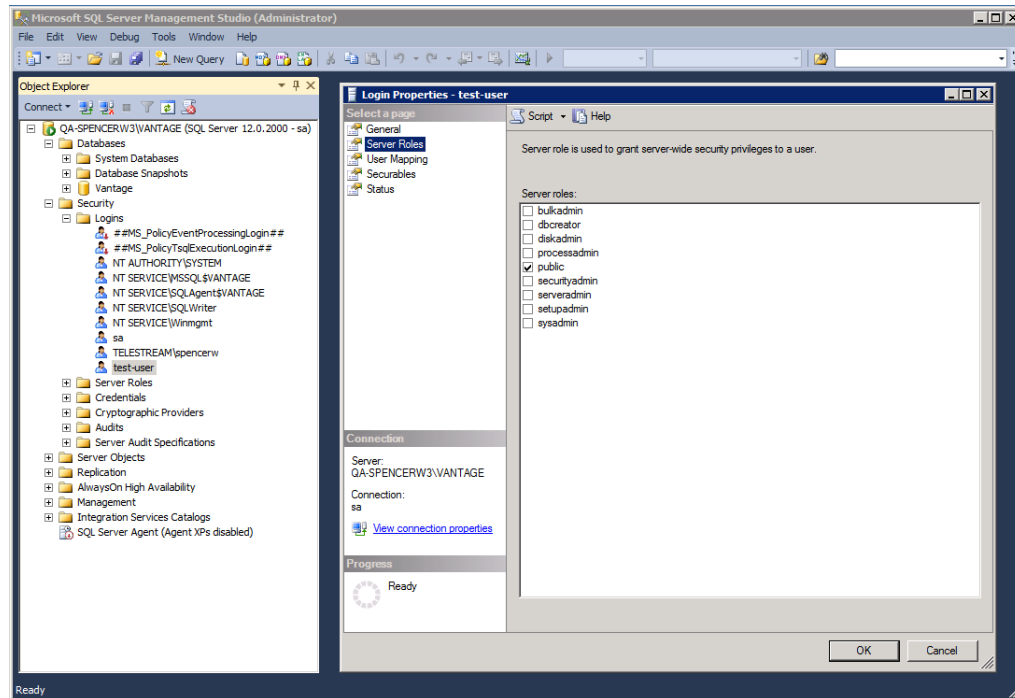 Microsoft SQL Server Management Studio (Administrator)
File Edit View Debug Tools Window Help
New Query
Object Explorer
Connect
QA-SPENCERW3\VANTAGE (SQL Server 12.0.2000 - sa)
Databases
System Databases
Database Snapshots
Vantage
Security
Logins
##MS_PolicyEventProcessingLogin##
##MS_PolicyTsqlExecutionLogin##
NT AUTHORITY\SYSTEM
NT SERVICE\MSSQL$VANTAGE
NT SERVICE\SQLAgent$VANTAGE
NT SERVICE\SQLWriter
NT SERVICE\Winmgmt
sa
TELESTREAM\spencerw
test-user
Server Roles
Credentials
Cryptographic Providers
Audits
Server Audit Specifications
Server Objects
Replication
AlwaysOn High Availability
Management
Integration Services Catalogs
SQL Server Agent (Agent XPs disabled)
Login Properties - test-user
Select a page
General
Server Roles
User Mapping
Securables
Status
Connection
Server:
QA-SPENCERW3\VANTAGE
Connection:
sa
View connection properties
Progress
Ready
Script Help
Server role is used to grant server-wide security privileges to a user.
Server roles:
bulkadmin
dbcreator
diskadmin
processadmin
public
securityadmin
serveradmin
setupadmin
sysadmin
OK Cancel
Ready